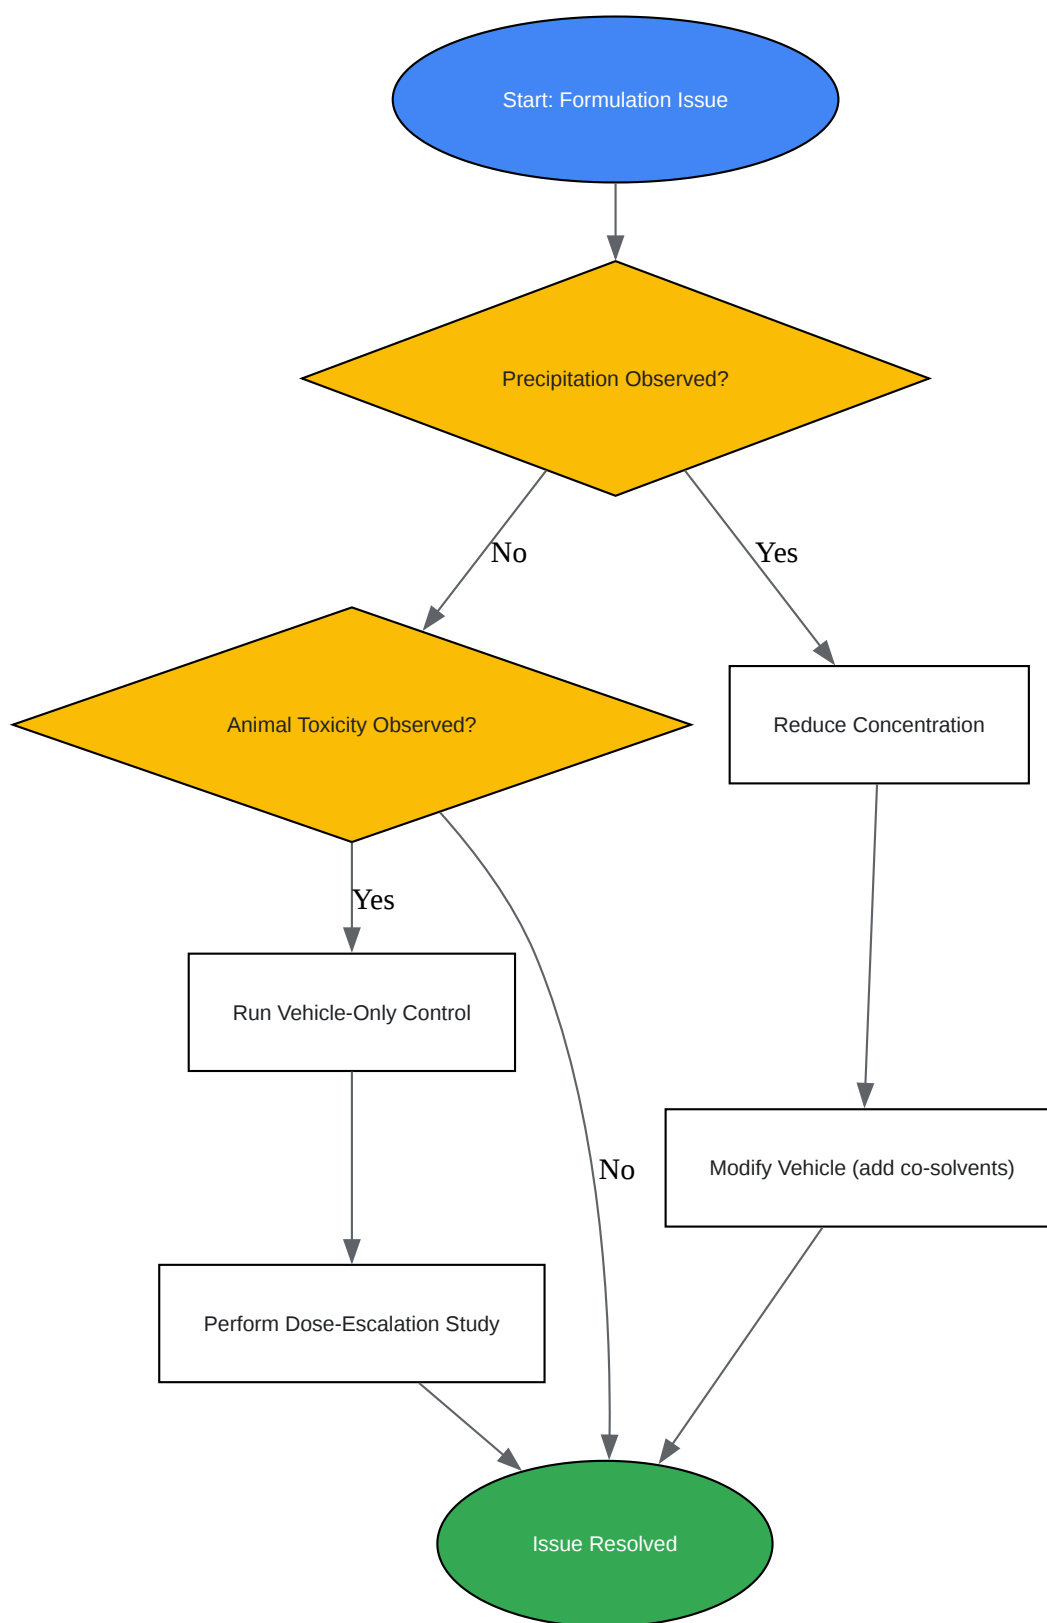 Start: Formulation Issue
Precipitation Observed?
No
Yes
Animal Toxicity Observed?
Reduce Concentration
Yes
Run Vehicle-Only Control
No
Modify Vehicle (add co-solvents)
Perform Dose-Escalation Study
Issue Resolved